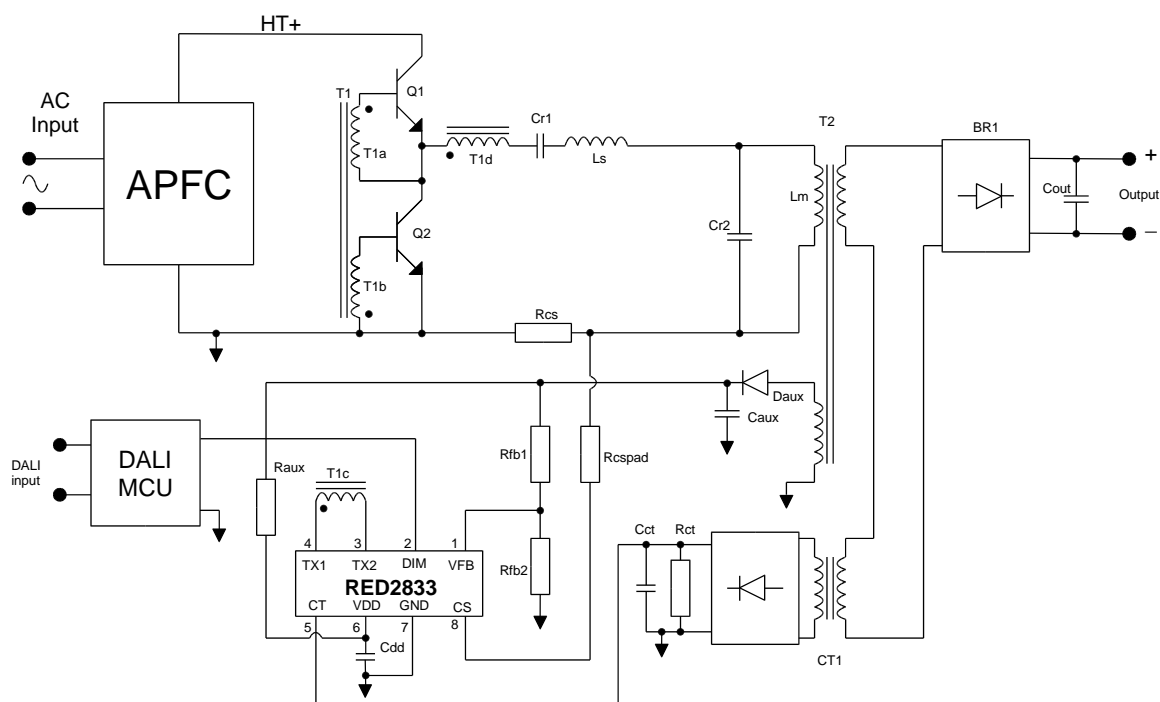 HT+
AC
Input
APFC
T1
Q1
T1a
T1d
Cr1
Ls
T2
BR1
Lm
Cout
+
Output
–
Q2
Cr2
T1b
Rcs
Daux
Caux
DALI
input
DALI
MCU
Raux
T1c
Rfb1
Rcspad
4 3 2 1
TX1 TX2 DIM VFB
RED2833
CT VDD GND CS
5 6 7 8
Rfb2
Cdd
Cct Rct
CT1